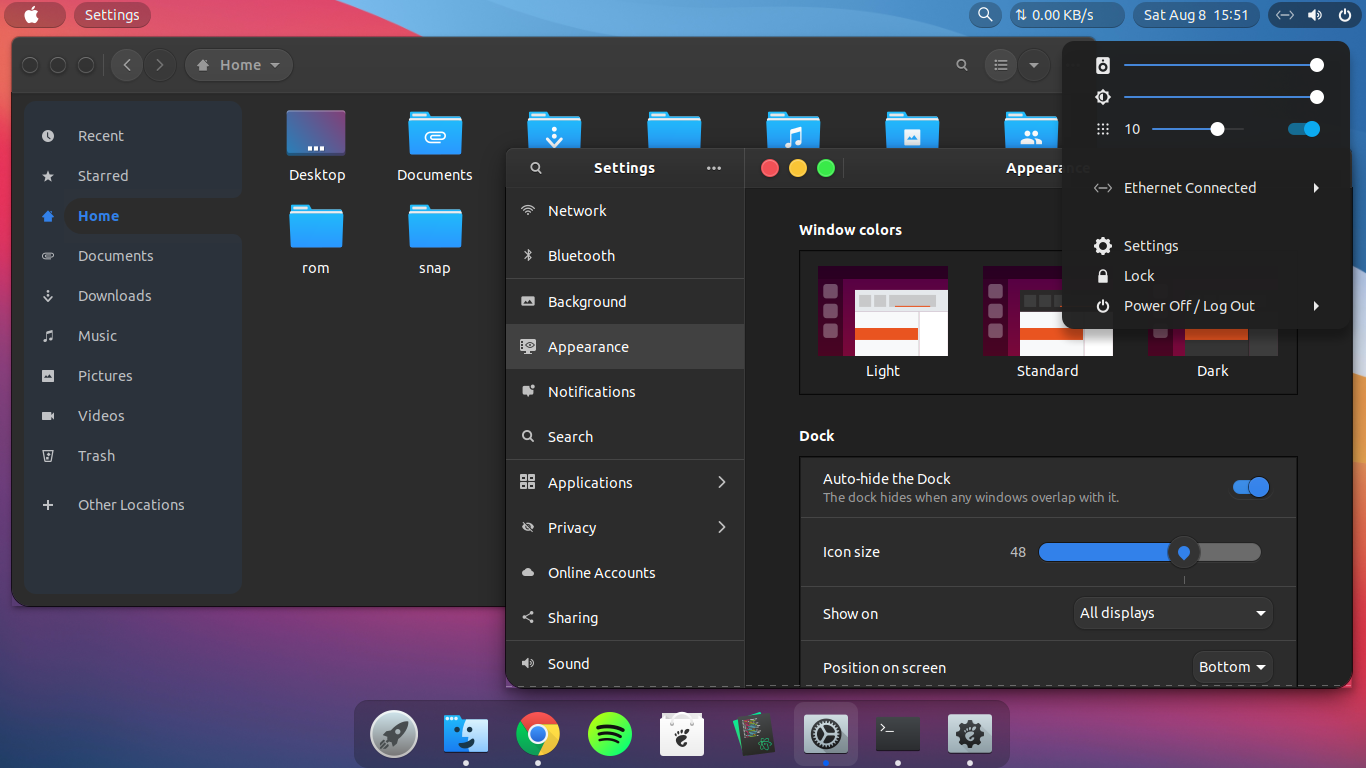 Settings
0.00 KB/s
Sat Aug 8 15:51
Home
Recent
Starred
Home
Documents
Downloads
Music
Pictures
Videos
Trash
Other Locations
Desktop
Documents
rom
snap
Settings
Network
Bluetooth
Background
Appearance
Notifications
Search
Applications
Privacy
Online Accounts
Sharing
Sound
Appearance
Window colors
Light
Standard
Dark
Dock
Auto-hide the Dock
The dock hides when any windows overlap with it.
Icon size
48
Show on
All displays
Position on screen
Bottom
10
Ethernet Connected
Settings
Lock
Power Off / Log Out